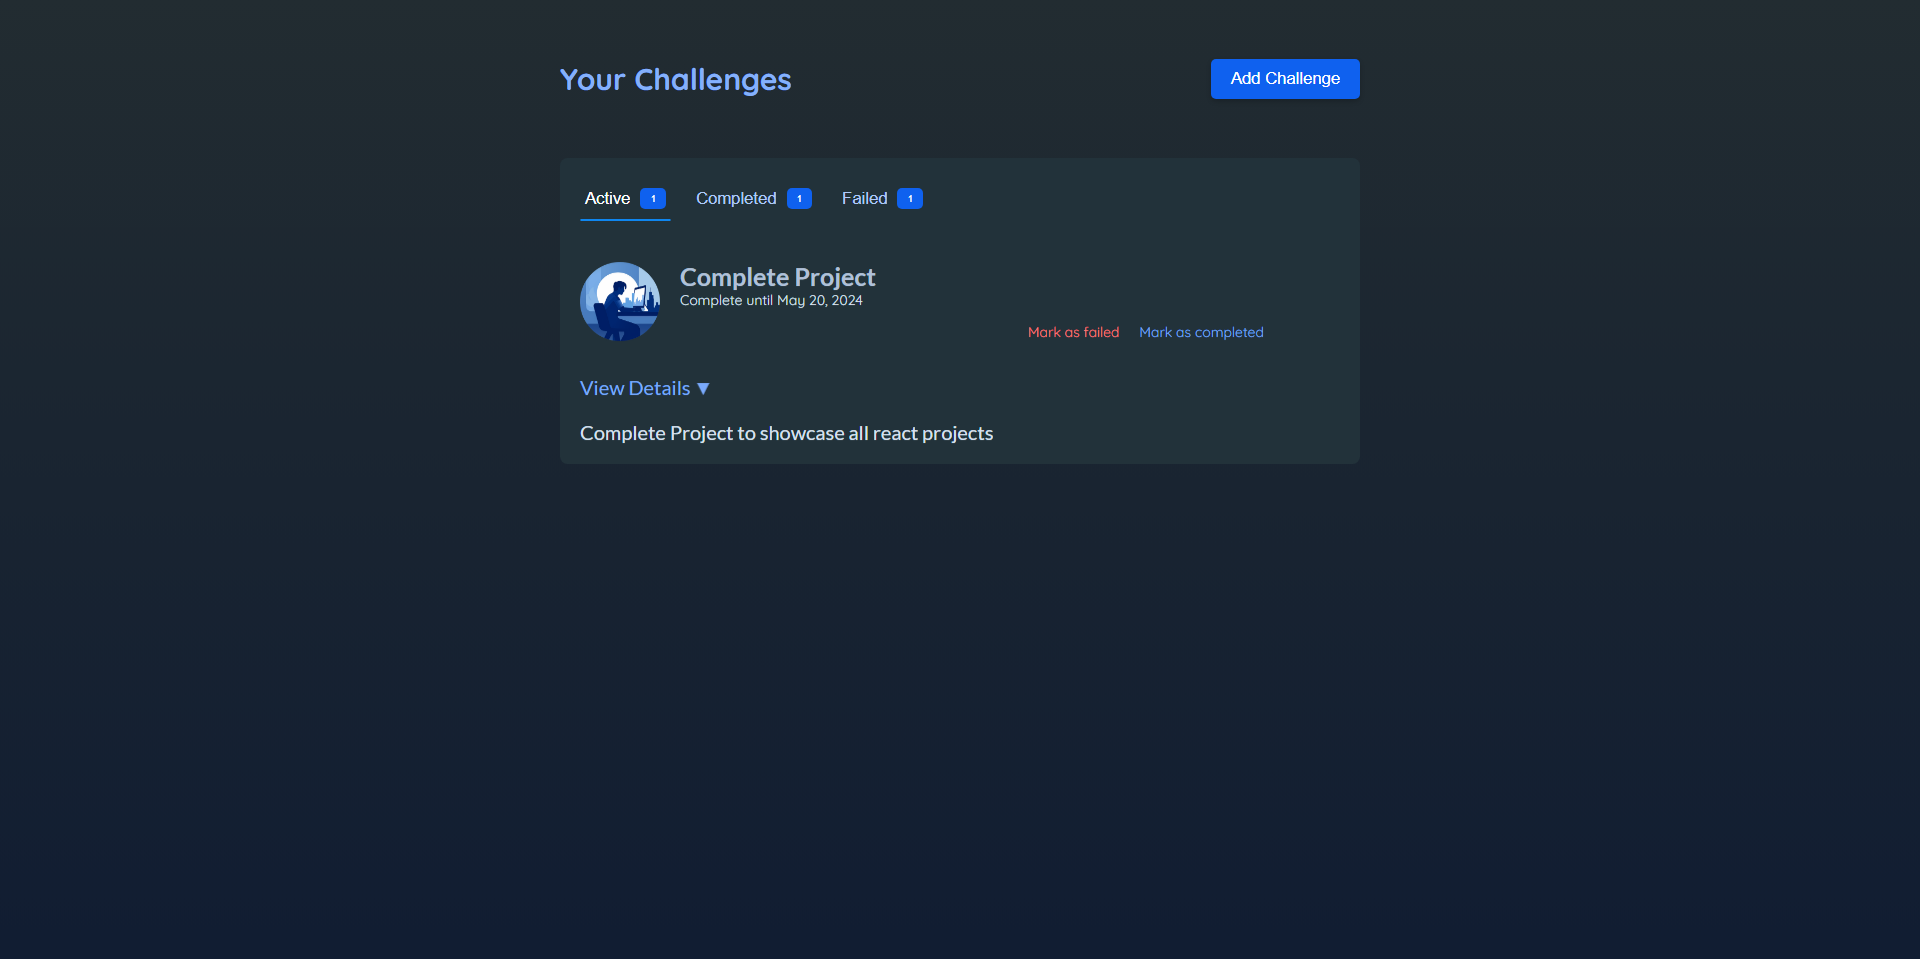 Your Challenges
Add Challenge
Active 1 Completed 1 Failed 1
Complete Project
Complete until May 20, 2024
Mark as failed Mark as completed
View Details ▼
Complete Project to showcase all react projects